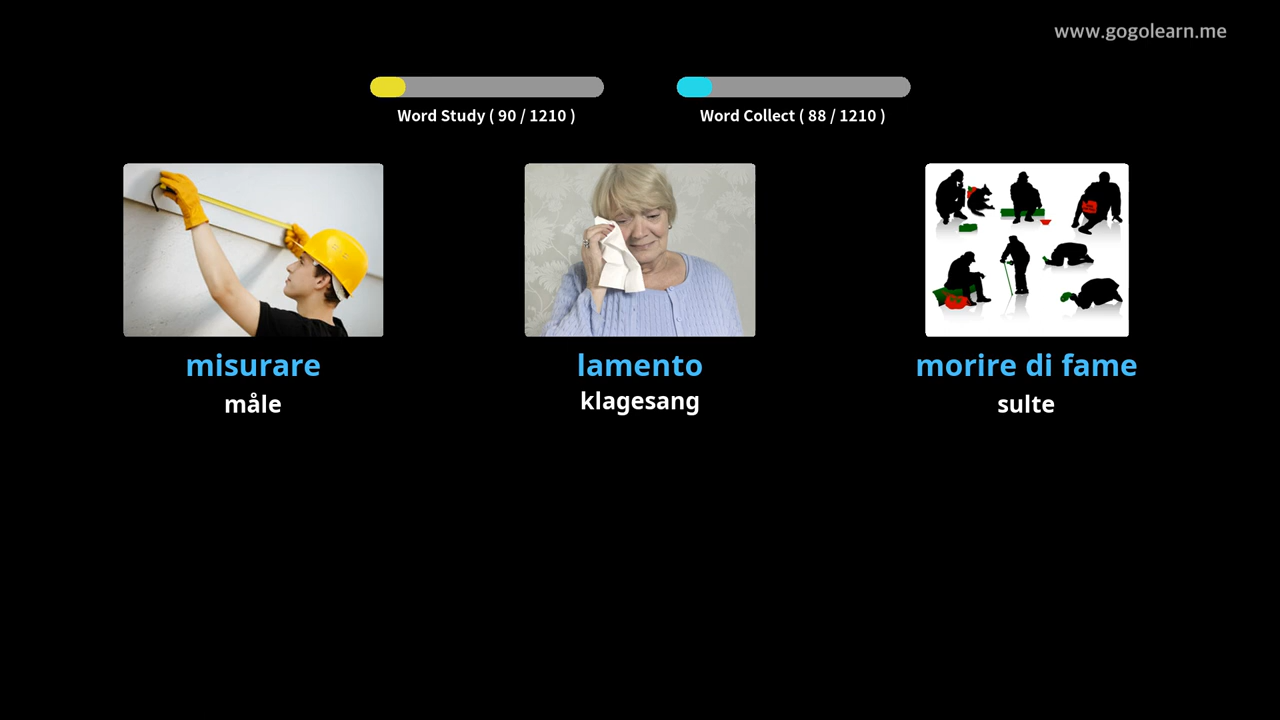 www.gogolearn.me
Word Study ( 90 / 1210 )
Word Collect ( 88 / 1210 )
misurare
lamento
morire di fame
måle
klagesang
sulte